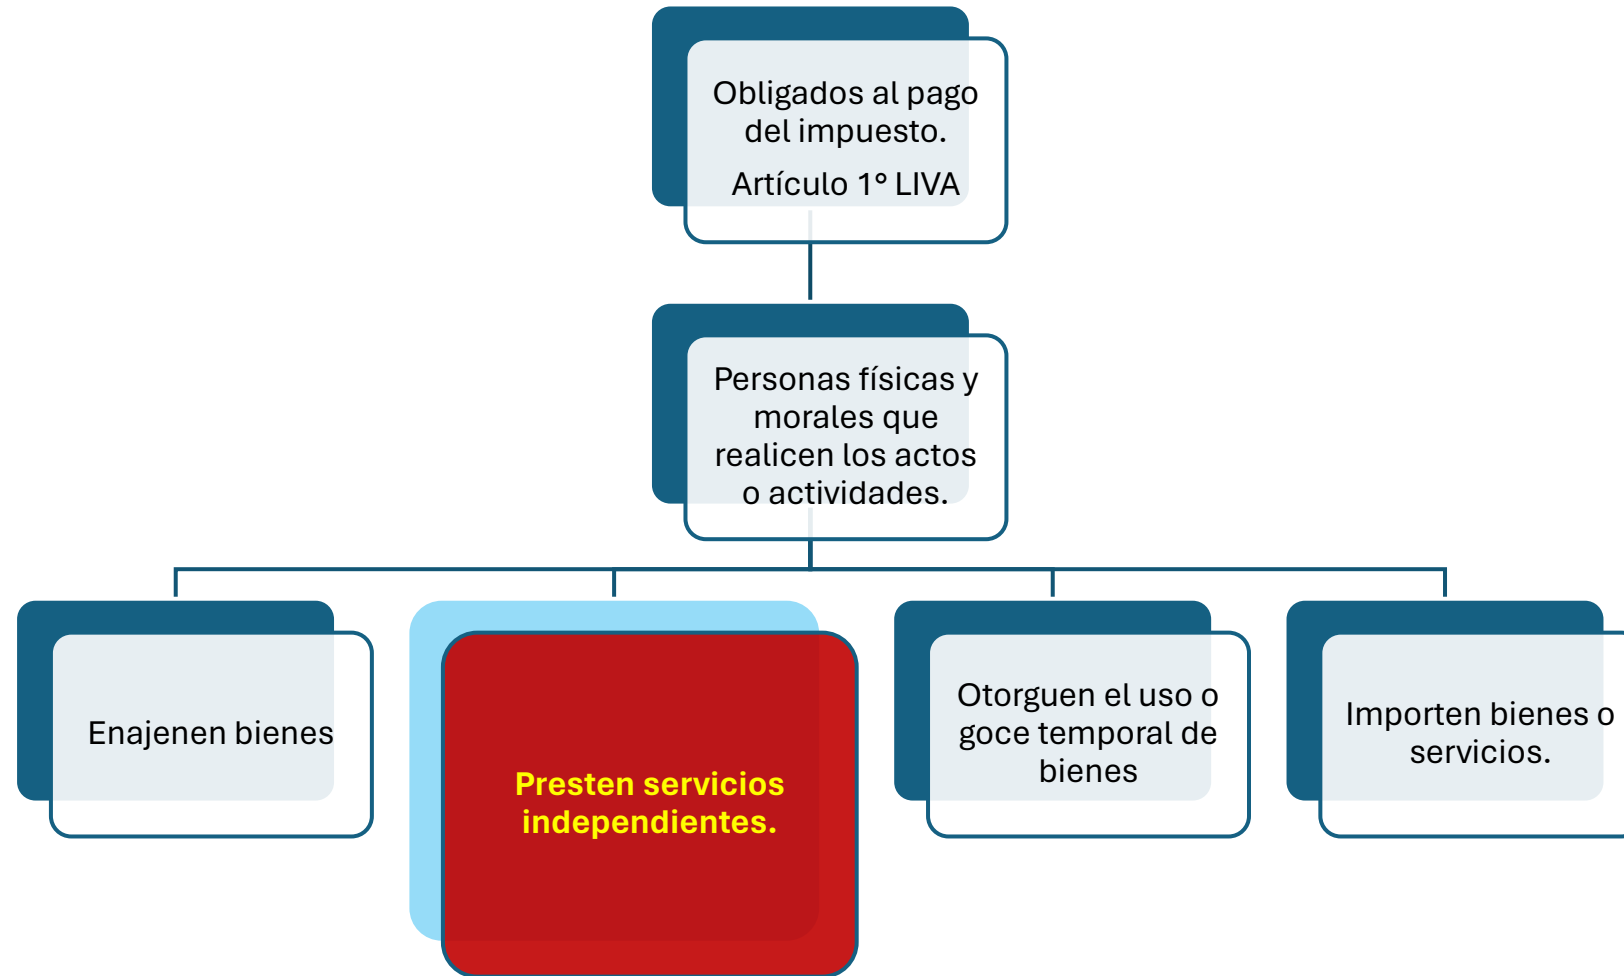 Obligados al pago
del impuesto.
Artículo 1° LIVA
Personas físicas y
morales que
realicen los actos
o actividades.
Enajenen bienes
Presten servicios
independientes.
Otorguen el uso o
goce temporal de
bienes
Importen bienes o
servicios.